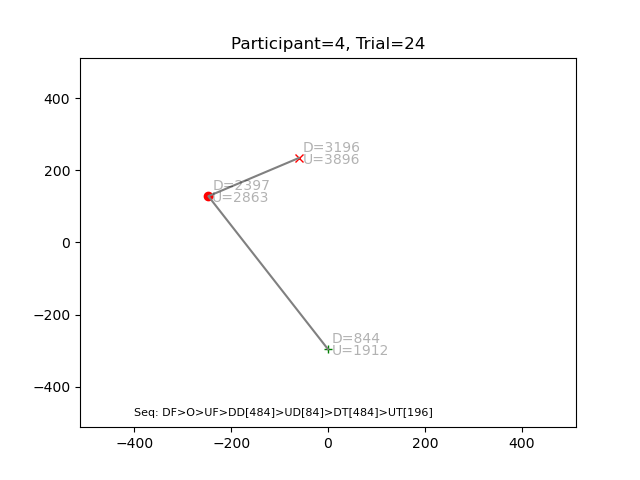 Participant=4, Trial=24
400
200
0
−200
−400
D=3196
U=3896
D=2397
U=2863
D=844
U=1912
Seq: DF>O>UF>DD[484]>UD[84]>DT[484]>UT[196]
−400
−200
0
200
400